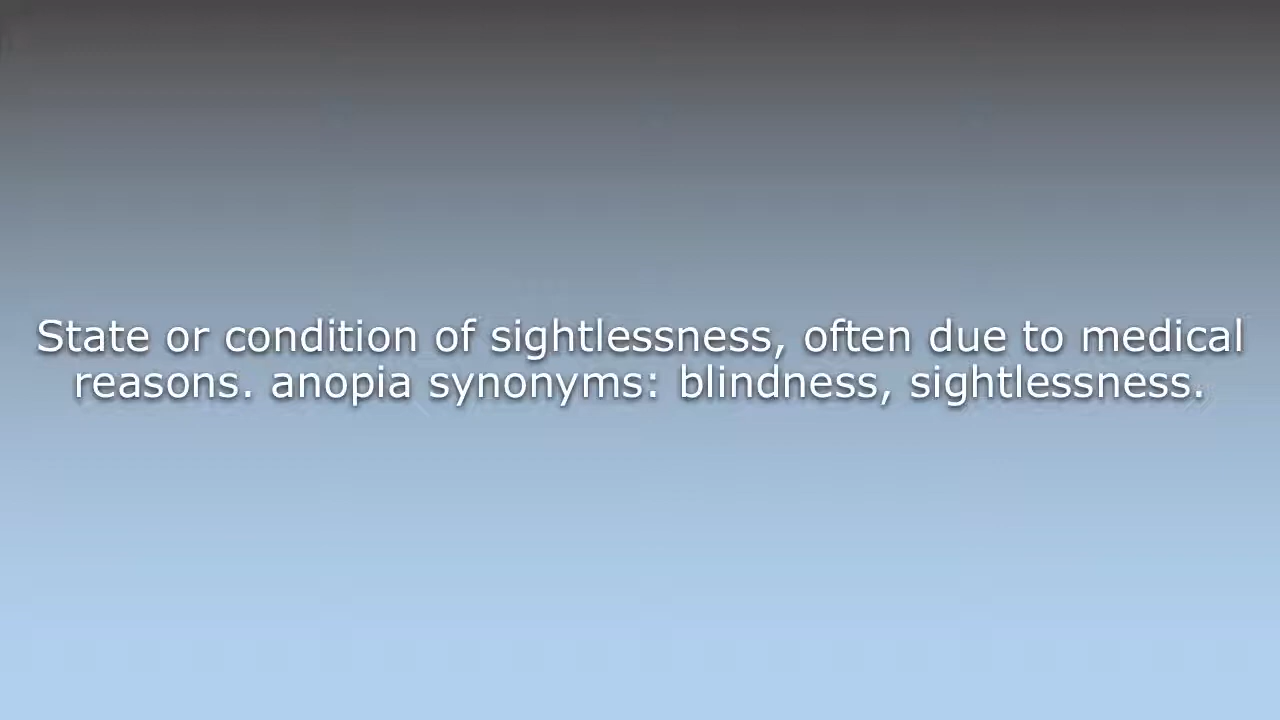 State or condition of sightlessness, often due to medical
reasons. anopia synonyms: blindness, sightlessness.